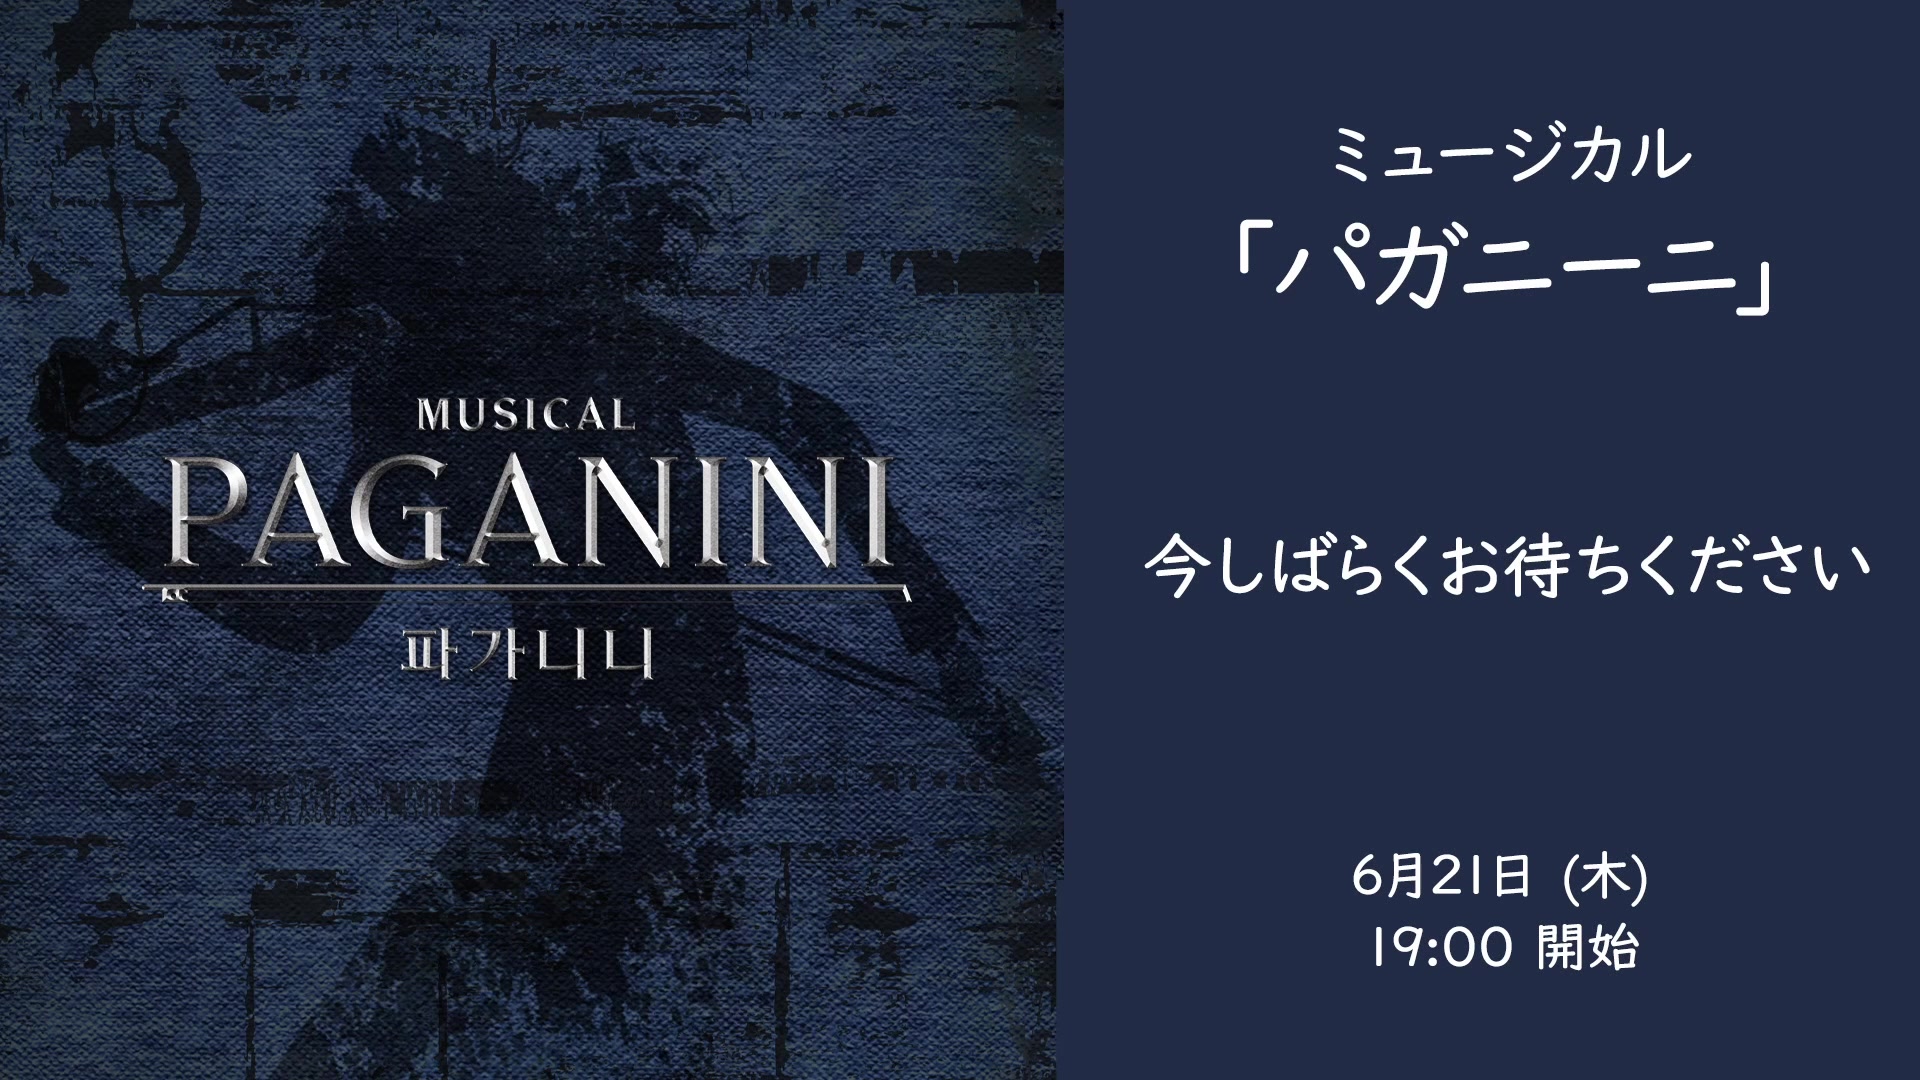 MUSICAL
PAGANINI
파가니니
ミュージカル
「パガニーニ」
今しばらくお待ちください
6月21日 (木)
19:00 開始